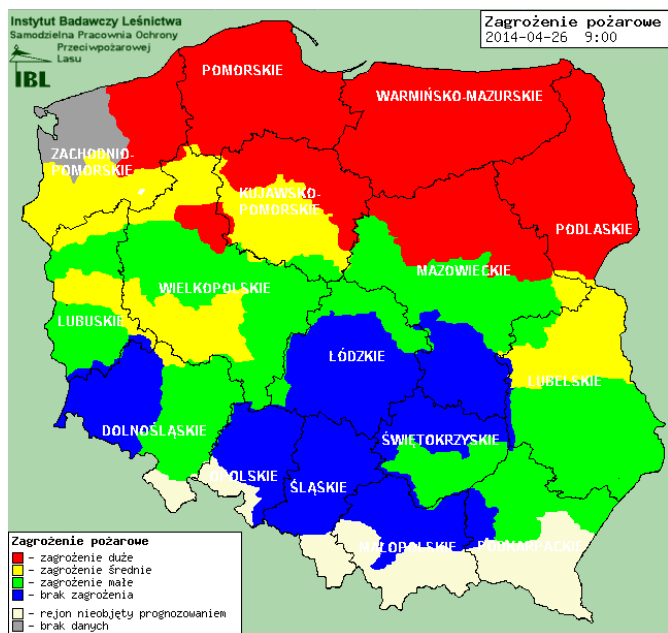 Instytut Badawczy Leśnictwa
Samodzielna Pracownia Ochrony
Przeciwpożarowej
Lasu
IBL
Zagrożenie pożarowe
2014-04-26 9:00
POMORSKIE
WARMIŃSKO-MAZURSKIE
ZACHODNIO-
POMORSKIE
KUJAWSKO-
POMORSKIE
PODLASKIE
MAZOWIECKIE
WIELKOPOLSKIE
LUBUSKIE
ŁÓDZKIE
LUBELSKIE
DOLNOŚLĄSKIE
ŚWIĘTOKRZYSKIE
OPOLSKIE
ŚLĄSKIE
MAŁOPOLSKIE
PODKARPACKIE
Zagrożenie pożarowe
- zagrożenie duże
- zagrożenie średnie
- zagrożenie małe
- brak zagrożenia
- rejon nieobjęty prognozowaniem
- brak danych